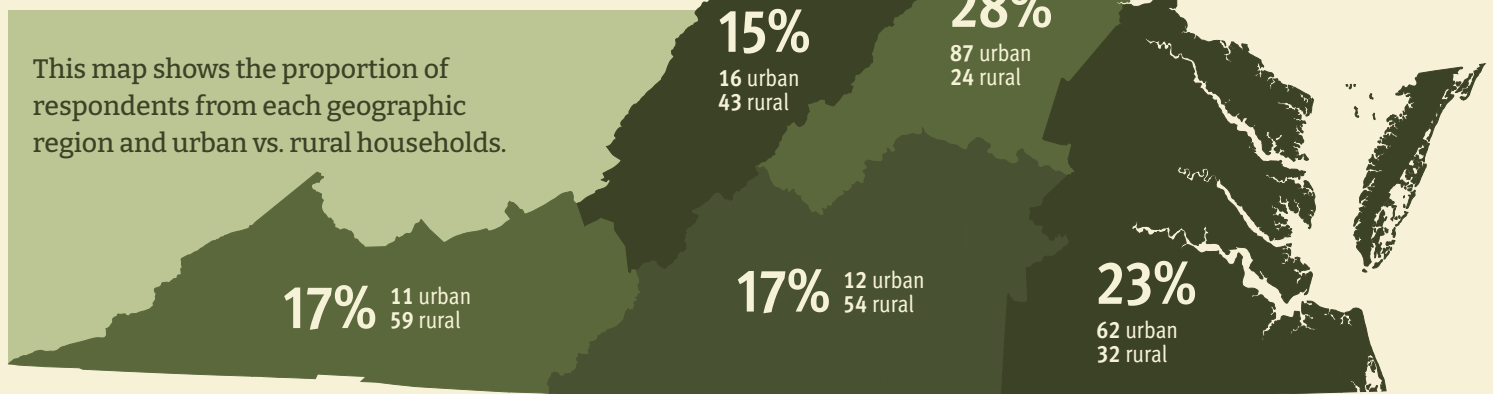 This map shows the proportion of
respondents from each geographic
region and urban vs. rural households.
15%
16 urban
43 rural
28%
87 urban
24 rural
17%
11 urban
59 rural
17%
12 urban
54 rural
23%
62 urban
32 rural